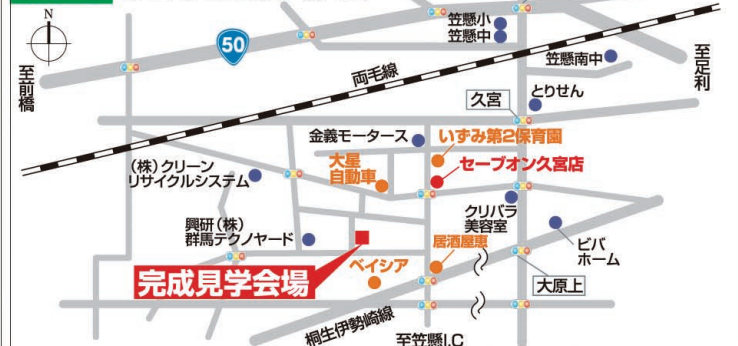 N
50
笠懸小
笠懸中
笠懸南中
至前橋
両毛線
至足利
久宮
とりせん
金義モータース
いずみ第2保育園
セーブオン久宮店
大星
自動車
(株)クリーン
リサイクルシステム
クリバラ
美容室
興研(株)
群馬テクノヤード
居酒屋恵
ビバ
ホーム
完成見学会場
ベイシア
大原上
桐生伊勢崎線
至笠懸I.C